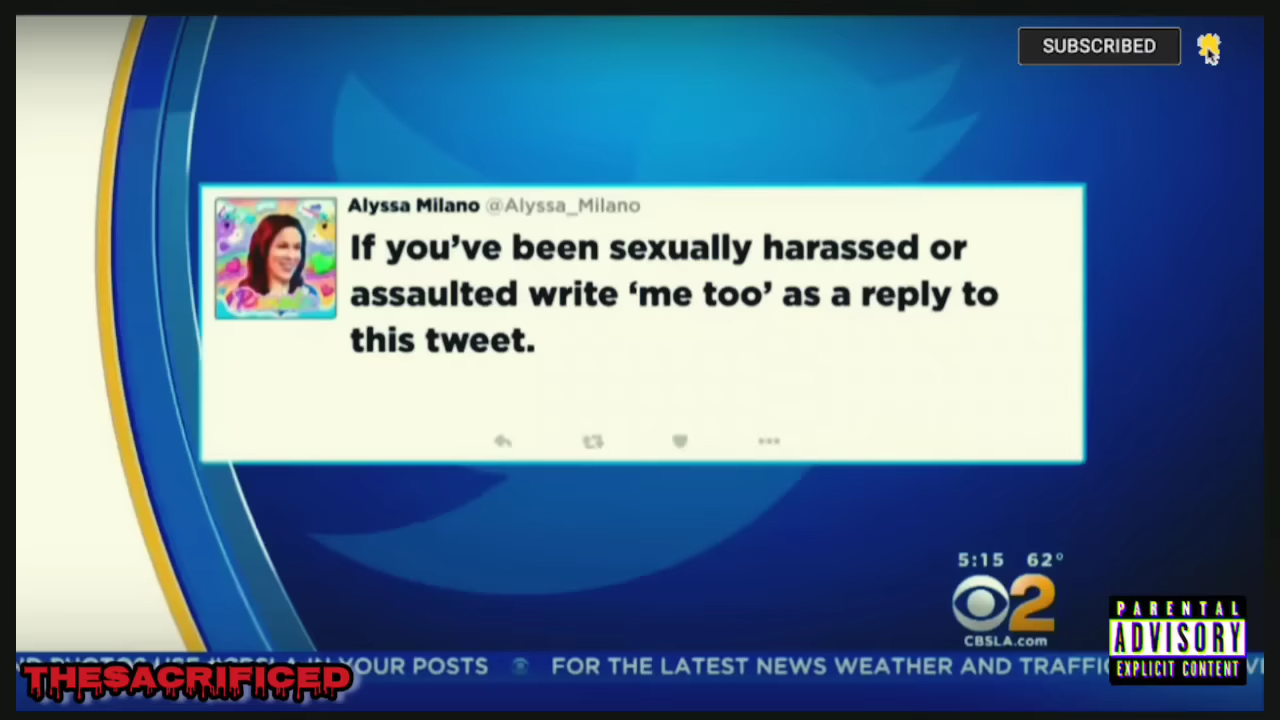 SUBSCRIBED
Alyssa Milano @Alyssa_Milano
If you’ve been sexually harassed or
assaulted write ‘me too’ as a reply to
this tweet.
5:15 62°
2
CBSLA.com
PARENTAL
ADVISORY
EXPLICIT CONTENT
YOUR POSTS FOR THE LATEST NEWS WEATHER AND TRAFFIC
THESACRIFICED